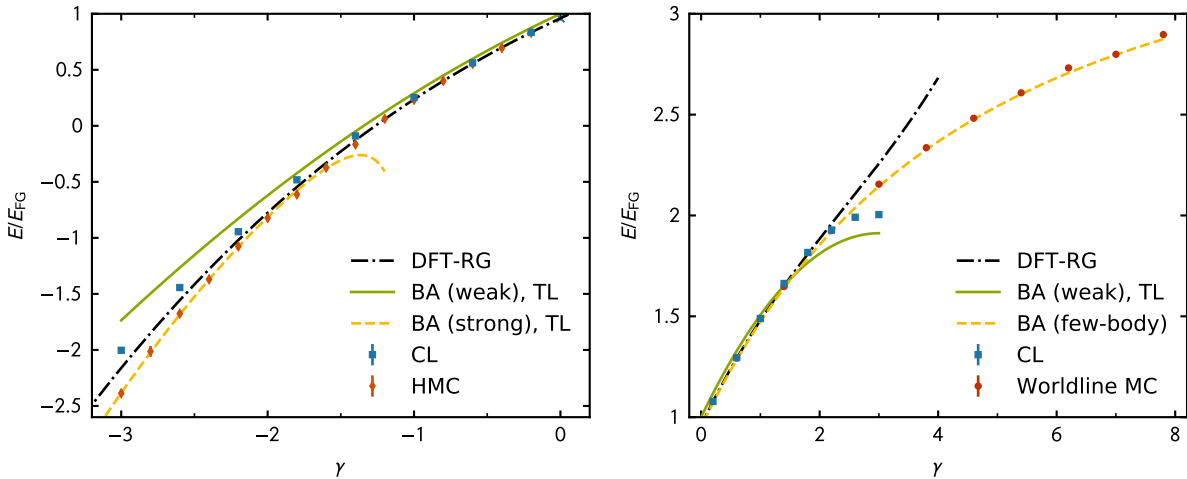 1
0.5
0
−0.5
−1
−1.5
−2
−2.5
E/E_FG
−3
−2
−1
0
γ
DFT-RG
BA (weak), TL
BA (strong), TL
CL
HMC
3
2.5
2
1.5
1
E/E_FG
0
2
4
6
8
γ
DFT-RG
BA (weak), TL
BA (few-body)
CL
Worldline MC